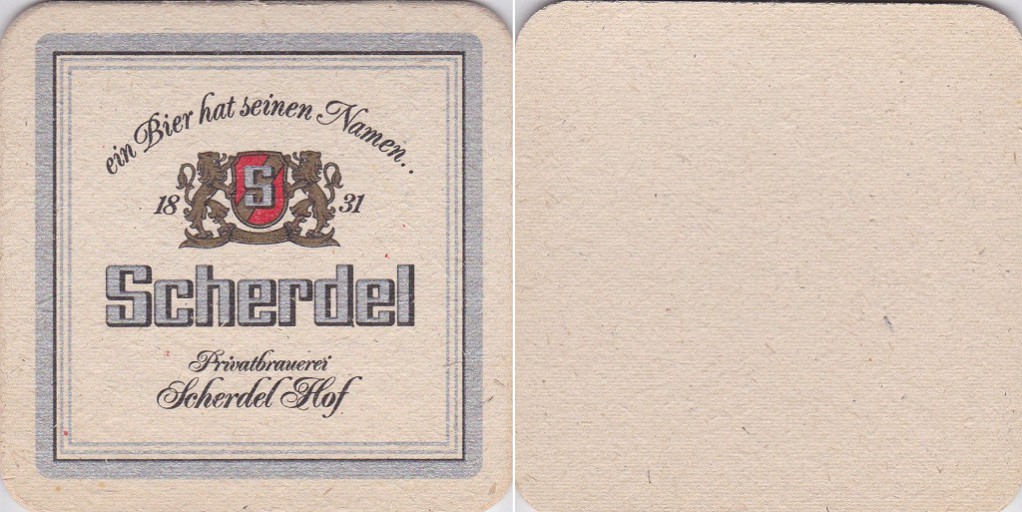 ein Bier hat seinen Namen..
S
18 31
Scherdel
Privatbrauerei
Scherdel Hof